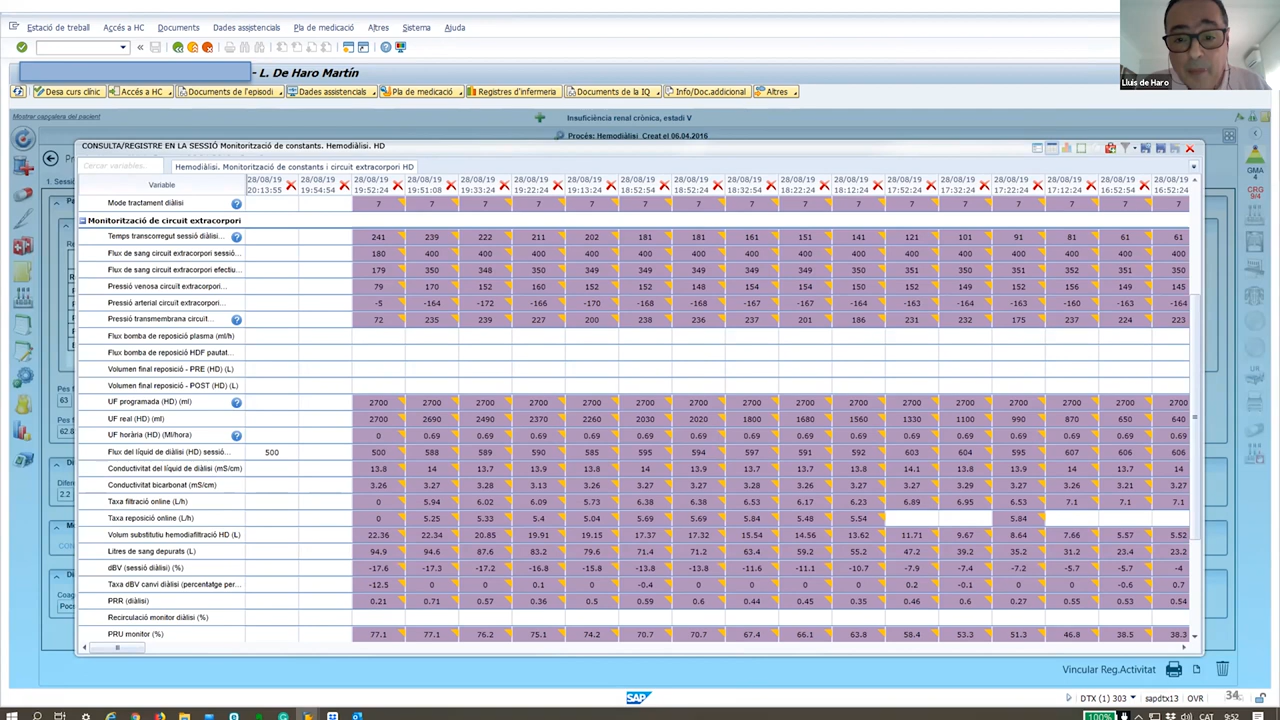 Estació de treball Accés a HC Documents Dades assistencials Pla de medicació Altres Sistema Ajuda
- L. De Haro Martín
Lluis de Haro
Desa curs clínic Accés a HC Documents de l'episodi Dades assistencials Pla de medicació Registres d'infermeria Documents de la IQ Info/Doc.addicional Altres
Mostrar capçalera del pacient
Insuficiència renal crònica, estadi V
Procés: Hemodiàlisi Creat el 06.04.2016
CONSULTA/REGISTRE EN LA SESSIÓ Monitorització de constants. Hemodiàlisi. HD
Cercar variables.. Hemodiàlisi. Monitorització de constants i circuit extracorpori HD
Variable 28/08/19 20:13:55 28/08/19 19:54:54 28/08/19 19:52:24 28/08/19 19:51:08 28/08/19 19:33:24 28/08/19 19:22:24 28/08/19 19:13:24 28/08/19 18:52:54 28/08/19 18:52:24 28/08/19 18:32:54 28/08/19 18:22:24 28/08/19 18:12:24 28/08/19 17:52:24 28/08/19 17:32:24 28/08/19 17:22:24 28/08/19 17:12:24 28/08/19 16:52:54 28/08/19 16:52:24
Mode tractament diàlisi 7 7 7 7 7 7 7 7 7 7 7 7 7 7 7 7
Monitorització de circuit extracorpori
Temps transcorregut sessió diàlisi... 241 239 222 211 202 181 181 161 151 141 121 101 91 81 61 61
Flux de sang circuit extracorpori sessió... 180 400 400 400 400 400 400 400 400 400 400 400 400 400 400 400
Flux de sang circuit extracorpori efectiu... 179 350 348 350 349 349 349 349 349 350 351 350 351 352 351 350
Pressió venosa circuit extracorpori... 79 170 152 160 152 152 148 154 154 150 152 150 151 149 156 145
Pressió arterial circuit extracorpori... -5 -164 -172 -166 -170 -168 -168 -167 -167 -164 -160 -163 -164 -164 -163 -164
Pressió transmembrana circuit... 72 235 239 227 200 238 236 237 201 186 231 232 175 237 224 223
Flux bomba de reposició plasma (ml/h)
Flux bomba de reposició HDF pautat...
Volumen final reposició - PRE (HD) (L)
Volumen final reposició - POST (HD) (L)
UF programada (HD) (ml) 2700 2700 2700 2700 2700 2700 2700 2700 2700 2700 2700 2700 2700 2700 2700 2700
UF real (HD) (ml) 2700 2690 2490 2370 2260 2030 2020 1800 1680 1560 1330 1100 990 870 650 640
UF horària (HD) (Ml/hora) 0 0.69 0.69 0.69 0.69 0.69 0.69 0.69 0.69 0.69 0.69 0.69 0.69 0.69 0.69 0.69
Flux del líquid de diàlisi (HD) sessió... 500 500 588 589 590 585 595 594 597 591 592 603 604 595 607 606 606
Conductivitat del líquid de diàlisi (mS/cm) 13.8 14 13.7 13.9 13.8 14 13.9 13.7 13.7 13.8 14.1 13.8 13.9 14 13.7 14
Conductivitat bicarbonat (mS/cm) 3.26 3.27 3.28 3.13 3.26 3.27 3.27 3.28 3.26 3.27 3.28 3.29 3.27 3.26 3.21 3.27
Taxa filtració online (L/h) 0 5.94 6.02 6.09 5.73 6.38 6.38 6.53 6.17 6.23 6.89 6.95 6.53 7.1 7.1 7.1
Taxa reposició online (L/h) 0 5.25 5.33 5.4 5.04 5.69 5.69 5.84 5.48 5.54 5.84
Volum substitutiu hemodiafiltració HD (L) 22.36 22.34 20.85 19.91 19.15 17.37 17.32 15.54 14.56 13.62 11.71 9.67 8.64 7.66 5.57 5.52
Litres de sang depurats (L) 94.9 94.6 87.6 83.2 79.6 71.4 71.2 63.4 59.2 55.2 47.2 39.2 35.2 31.2 23.4 23.2
dBV (sessió diàlisi) (%) -17.6 -17.3 -17.2 -16.8 -15.8 -13.8 -13.8 -11.6 -11.1 -10.7 -7.9 -7.4 -7.2 -5.7 -5.7 -4
Taxa dBV canvi diàlisi (percentatge per... -12.5 0 0 0.1 0 -0.4 0 0 0 0 0 -0.1 0 0 -0.6 0.7
PRR (diàlisi) 0.21 0.71 0.57 0.36 0.5 0.59 0.6 0.44 0.45 0.35 0.46 0.6 0.27 0.55 0.53 0.54
Recirculació monitor diàlisi (%)
PRU monitor (%) 77.1 77.1 76.2 75.1 74.2 70.7 70.7 67.4 66.1 63.8 58.4 53.3 51.3 46.8 38.5 38.3
GMA
4
CRG
9/4
1. Sessi
Pes f
63
Pes f
62.8
Diferen
2.2
Coag
Vincular Reg.Activitat
SAP DTX (1) 303 sapdtx13 OVR 34
100% CAT 9:52